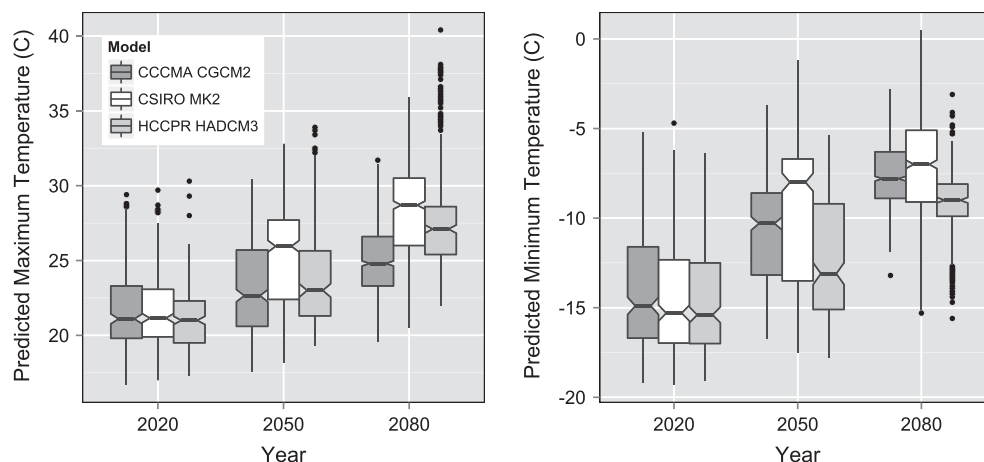 Predicted Maximum Temperature (C)
40
35
30
25
20
Model
CCCMA CGCM2
CSIRO MK2
HCCPR HADCM3
2020
2050
2080
Year
Predicted Minimum Temperature (C)
0
-5
-10
-15
-20
2020
2050
2080
Year